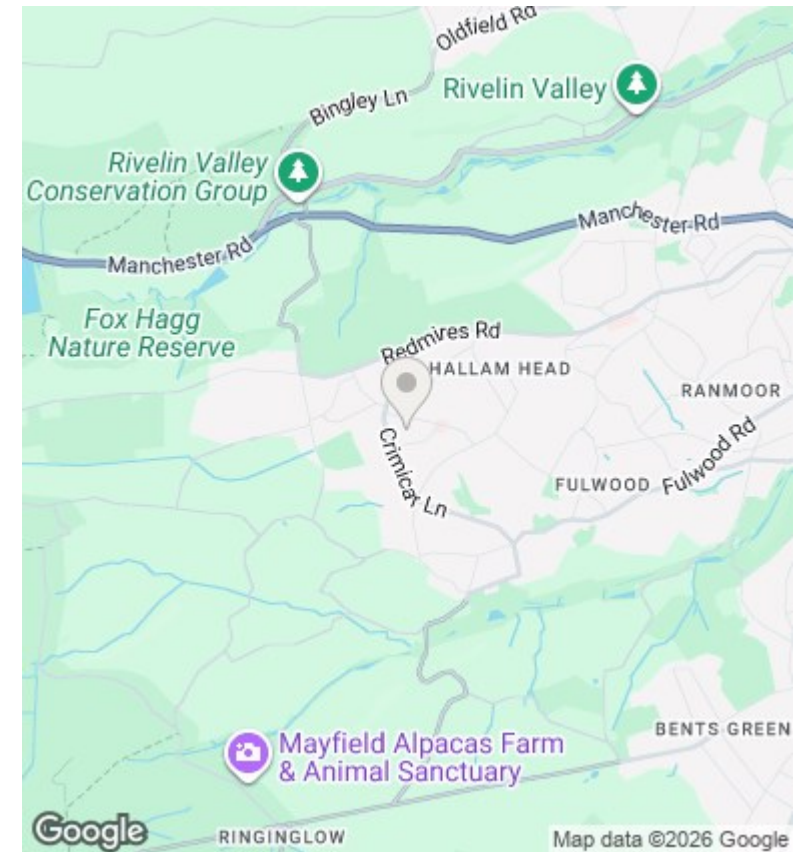 Oldfield Rd
Rivelin Valley
Bingley Ln
Rivelin Valley
Conservation Group
Manchester Rd
Manchester Rd
Fox Hagg
Nature Reserve
Redmires Rd
HALLAM HEAD
RANMOOR
Crimicar Ln
Fulwood Rd
FULWOOD
BENTS GREEN
Mayfield Alpacas Farm
& Animal Sanctuary
Google
RINGINGLOW
Map data ©2026 Google